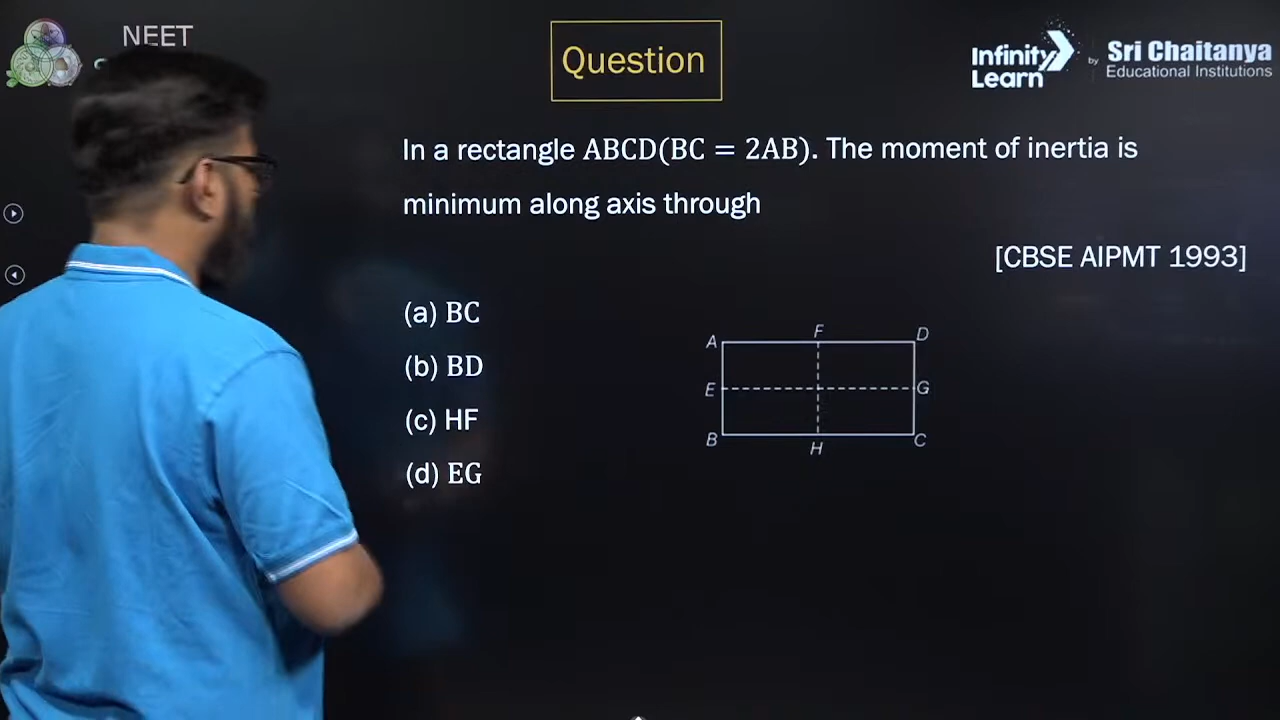 NEET
Question
Infinity Learn
by
Sri Chaitanya
Educational Institutions
In a rectangle ABCD(BC = 2AB). The moment of inertia is
minimum along axis through
[CBSE AIPMT 1993]
(a) BC
(b) BD
(c) HF
(d) EG
A F D
E G
B H C